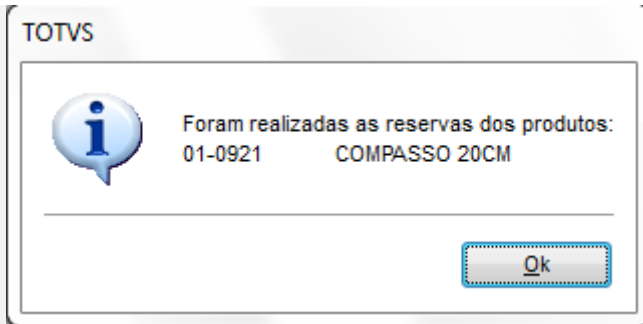 TOTVS
Foram realizadas as reservas dos produtos:
01-0921 COMPASSO 20CM
Ok